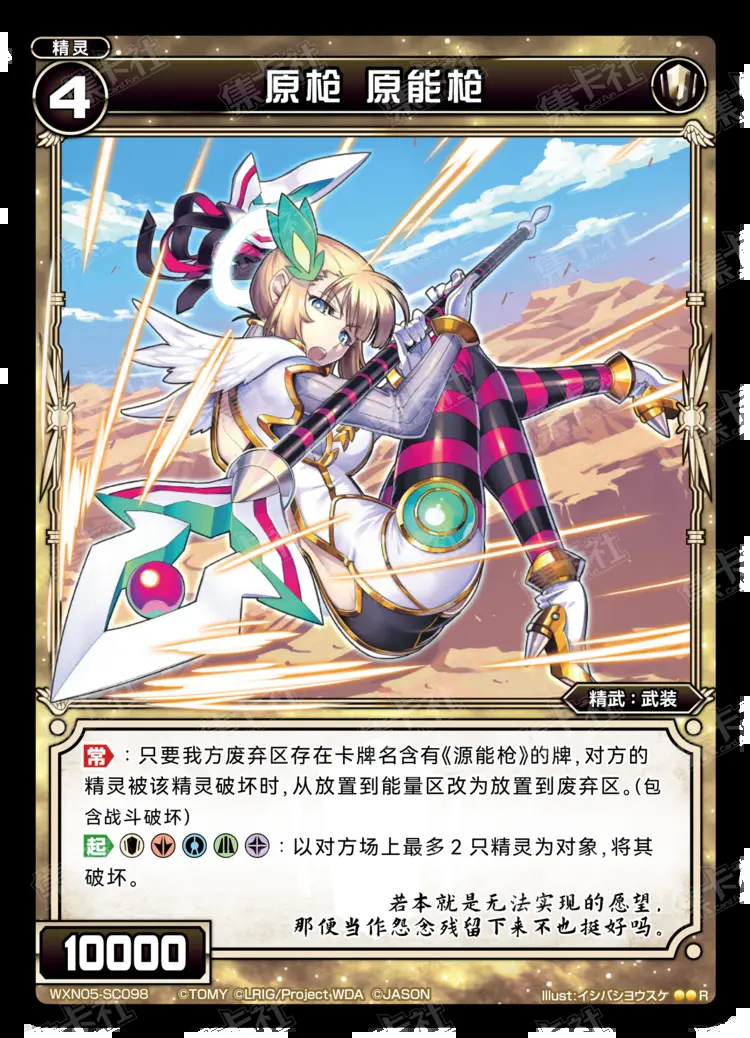 精灵
4
原枪 原能枪
精武：武装
常：只要我方废弃区存在卡牌名含有《源能枪》的牌，对方的
精灵被该精灵破坏时，从放置到能量区改为放置到废弃区。（包
含战斗破坏）
起：以对方场上最多2只精灵为对象，将其
破坏。
若本就是无法实现的愿望，
那便当作怨念残留下来不也挺好吗。
10000
WXN05-SC098 ©TOMY ©LRIG/Project WDA ©JASON
Illust:イシバシヨウスケ R
集卡社